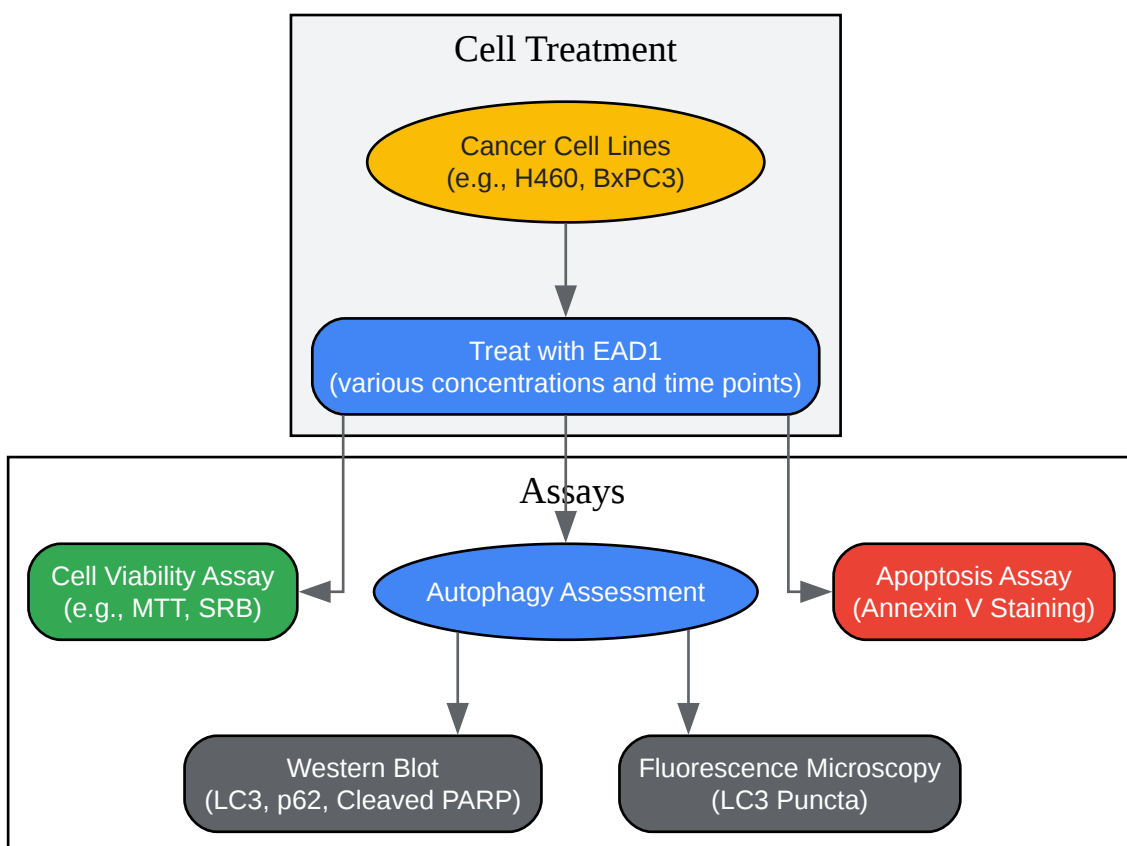 Cell Treatment
Cancer Cell Lines
(e.g., H460, BxPC3)
Treat with EAD1
(various concentrations and time points)
Assays
Cell Viability Assay
(e.g., MTT, SRB)
Autophagy Assessment
Apoptosis Assay
(Annexin V Staining)
Western Blot
(LC3, p62, Cleaved PARP)
Fluorescence Microscopy
(LC3 Puncta)